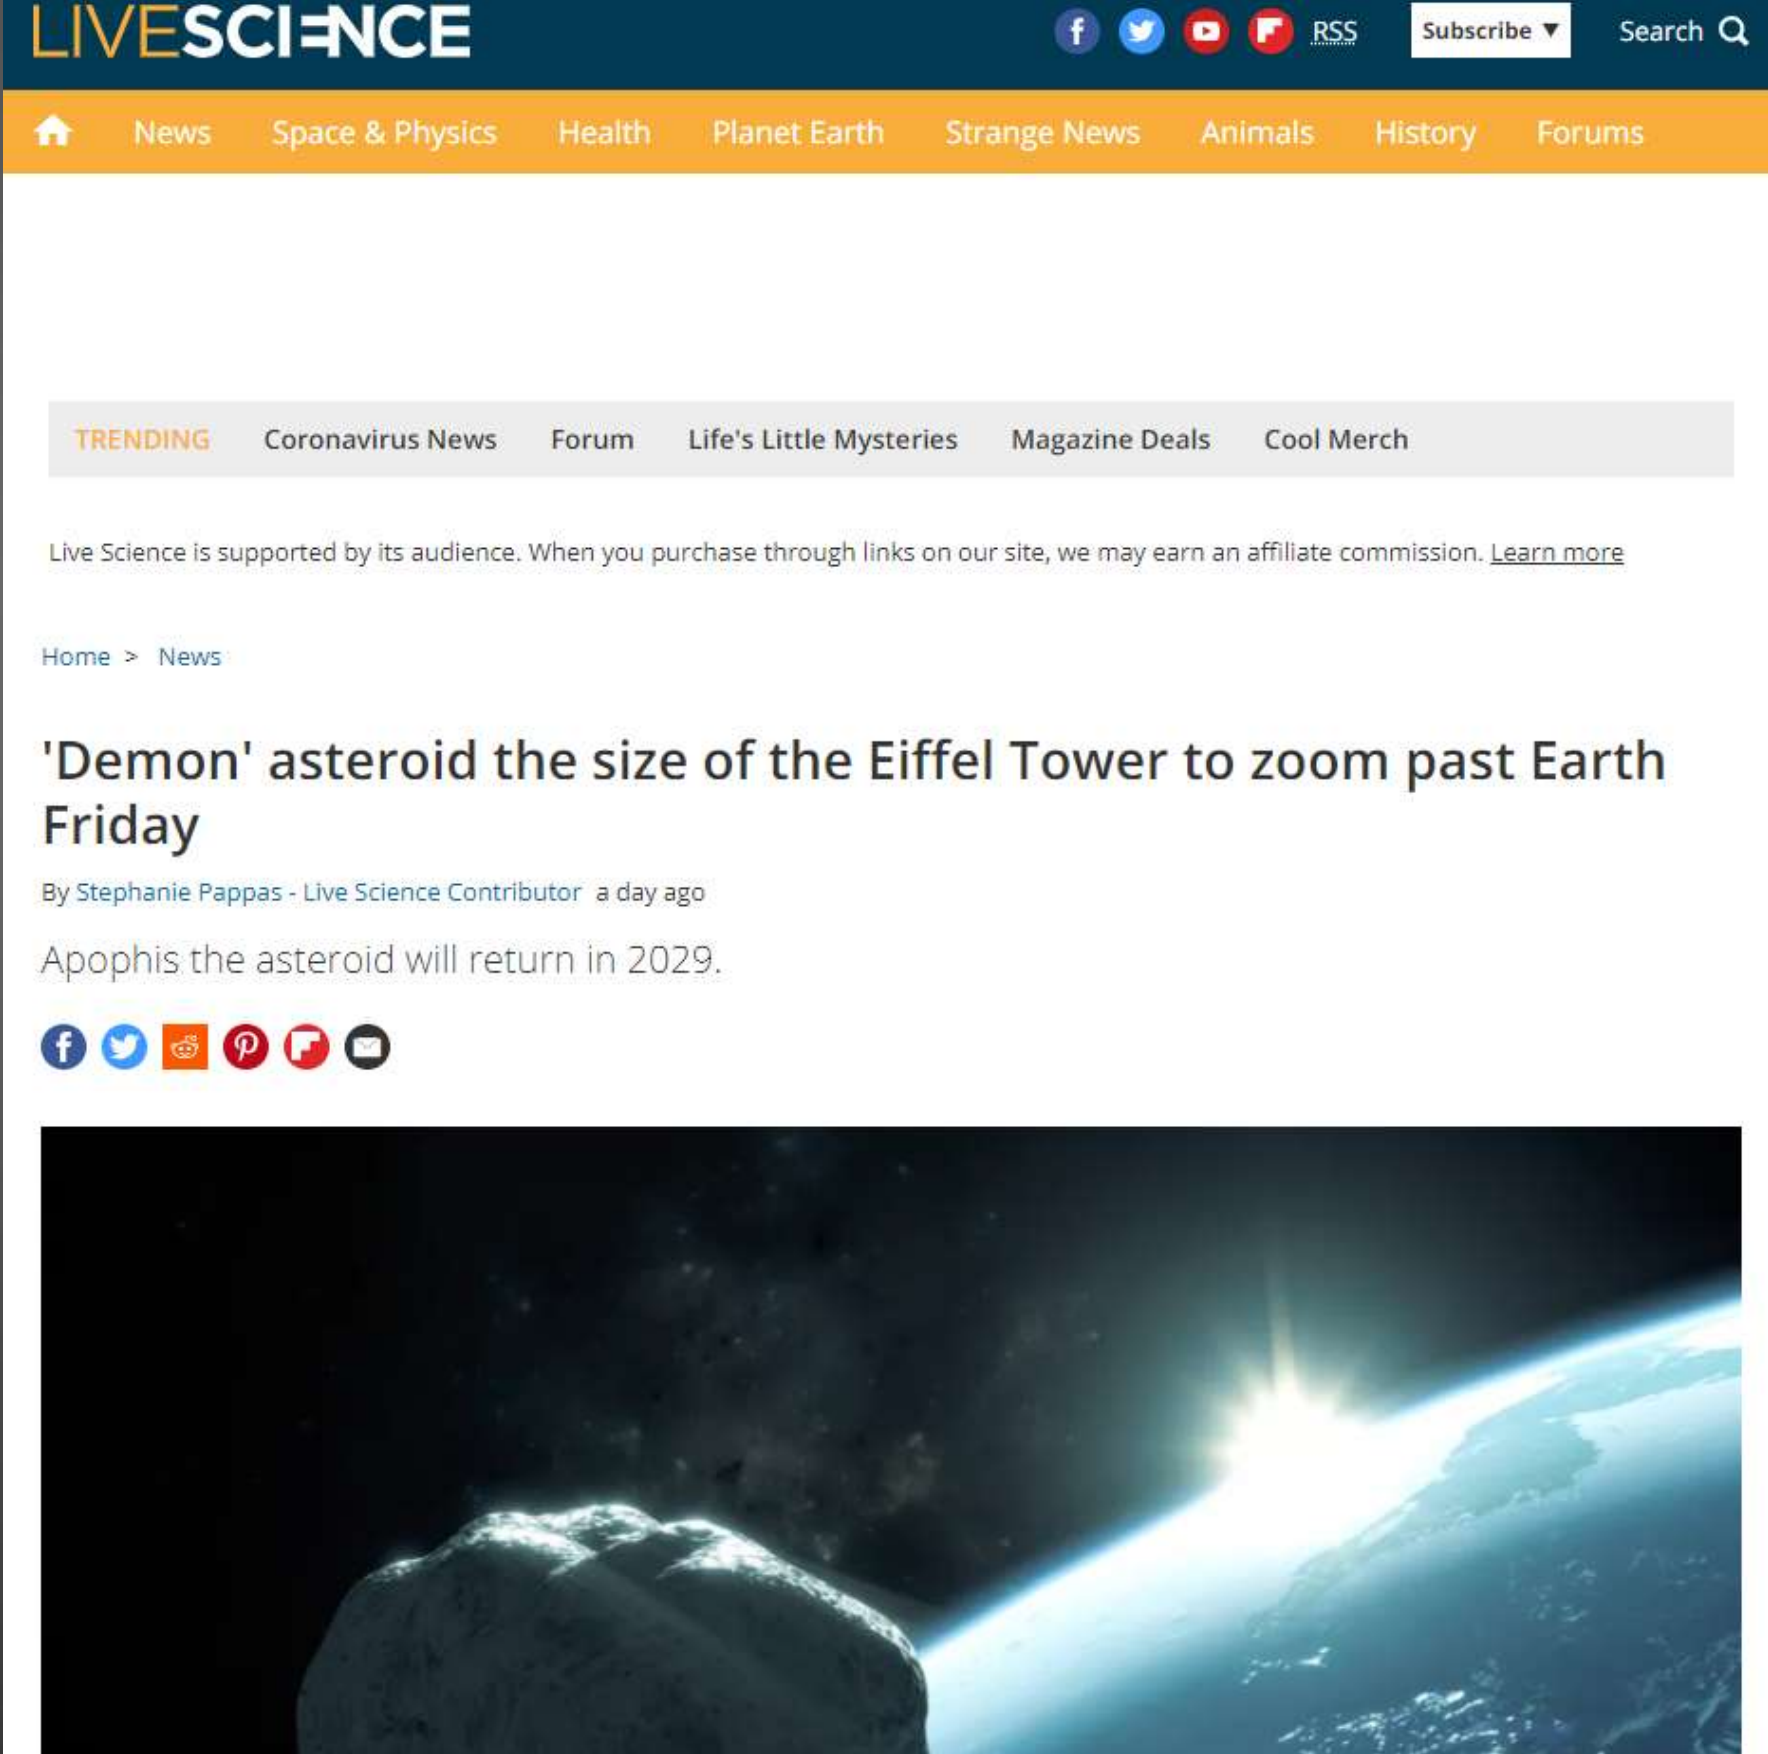 LIVESCIENCE
RSS
Subscribe ▼
Search
News Space & Physics Health Planet Earth Strange News Animals History Forums
TRENDING Coronavirus News Forum Life's Little Mysteries Magazine Deals Cool Merch
Live Science is supported by its audience. When you purchase through links on our site, we may earn an affiliate commission. Learn more
Home > News
'Demon' asteroid the size of the Eiffel Tower to zoom past Earth
Friday
By Stephanie Pappas - Live Science Contributor a day ago
Apophis the asteroid will return in 2029.